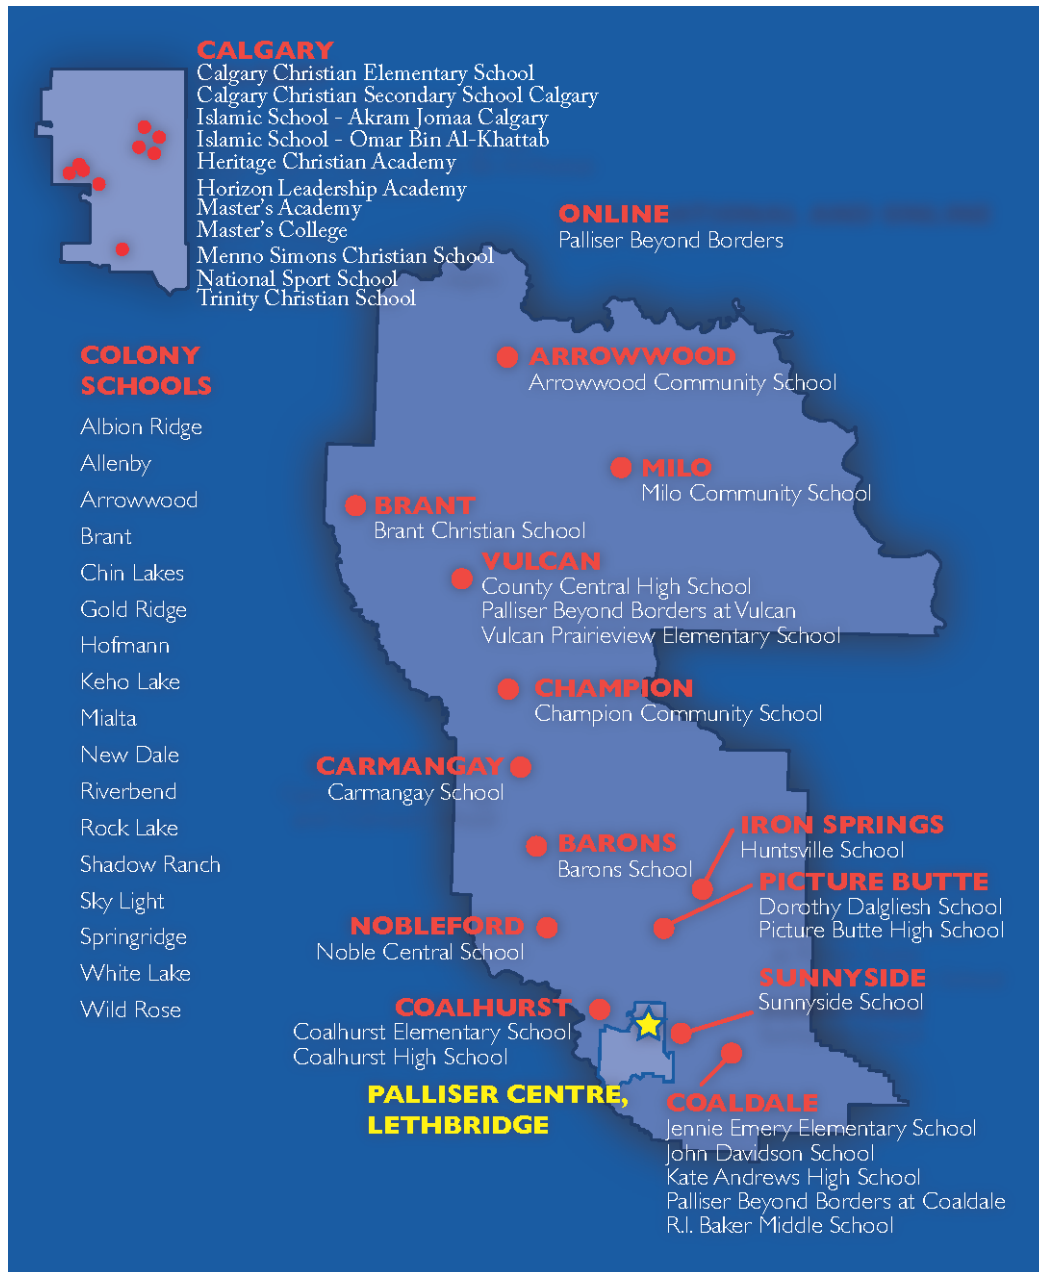 CALGARY
Calgary Christian Elementary School
Calgary Christian Secondary School Calgary
Islamic School - Akram Jomaa Calgary
Islamic School - Omar Bin Al-Khattab
Heritage Christian Academy
Horizon Leadership Academy
Master's Academy
Master's College
Menno Simons Christian School
National Sport School
Trinity Christian School
ONLINE
Palliser Beyond Borders
COLONY
SCHOOLS
Albion Ridge
Allenby
Arrowwood
Brant
Chin Lakes
Gold Ridge
Hofmann
Keho Lake
Mialta
New Dale
Riverbend
Rock Lake
Shadow Ranch
Sky Light
Springridge
White Lake
Wild Rose
ARROWWOOD
Arrowwood Community School
MILO
Milo Community School
BRANT
Brant Christian School
VULCAN
County Central High School
Palliser Beyond Borders at Vulcan
Vulcan Prairieview Elementary School
CHAMPION
Champion Community School
CARMANGAY
Carmangay School
BARONS
Barons School
IRON SPRINGS
Huntsville School
PICTURE BUTTE
Dorothy Dalgliesh School
Picture Butte High School
NOBLEFORD
Noble Central School
SUNNYSIDE
Sunnyside School
COALHURST
Coalhurst Elementary School
Coalhurst High School
PALLISER CENTRE,
LETHBRIDGE
COALDALE
Jennie Emery Elementary School
John Davidson School
Kate Andrews High School
Palliser Beyond Borders at Coaldale
R.I. Baker Middle School